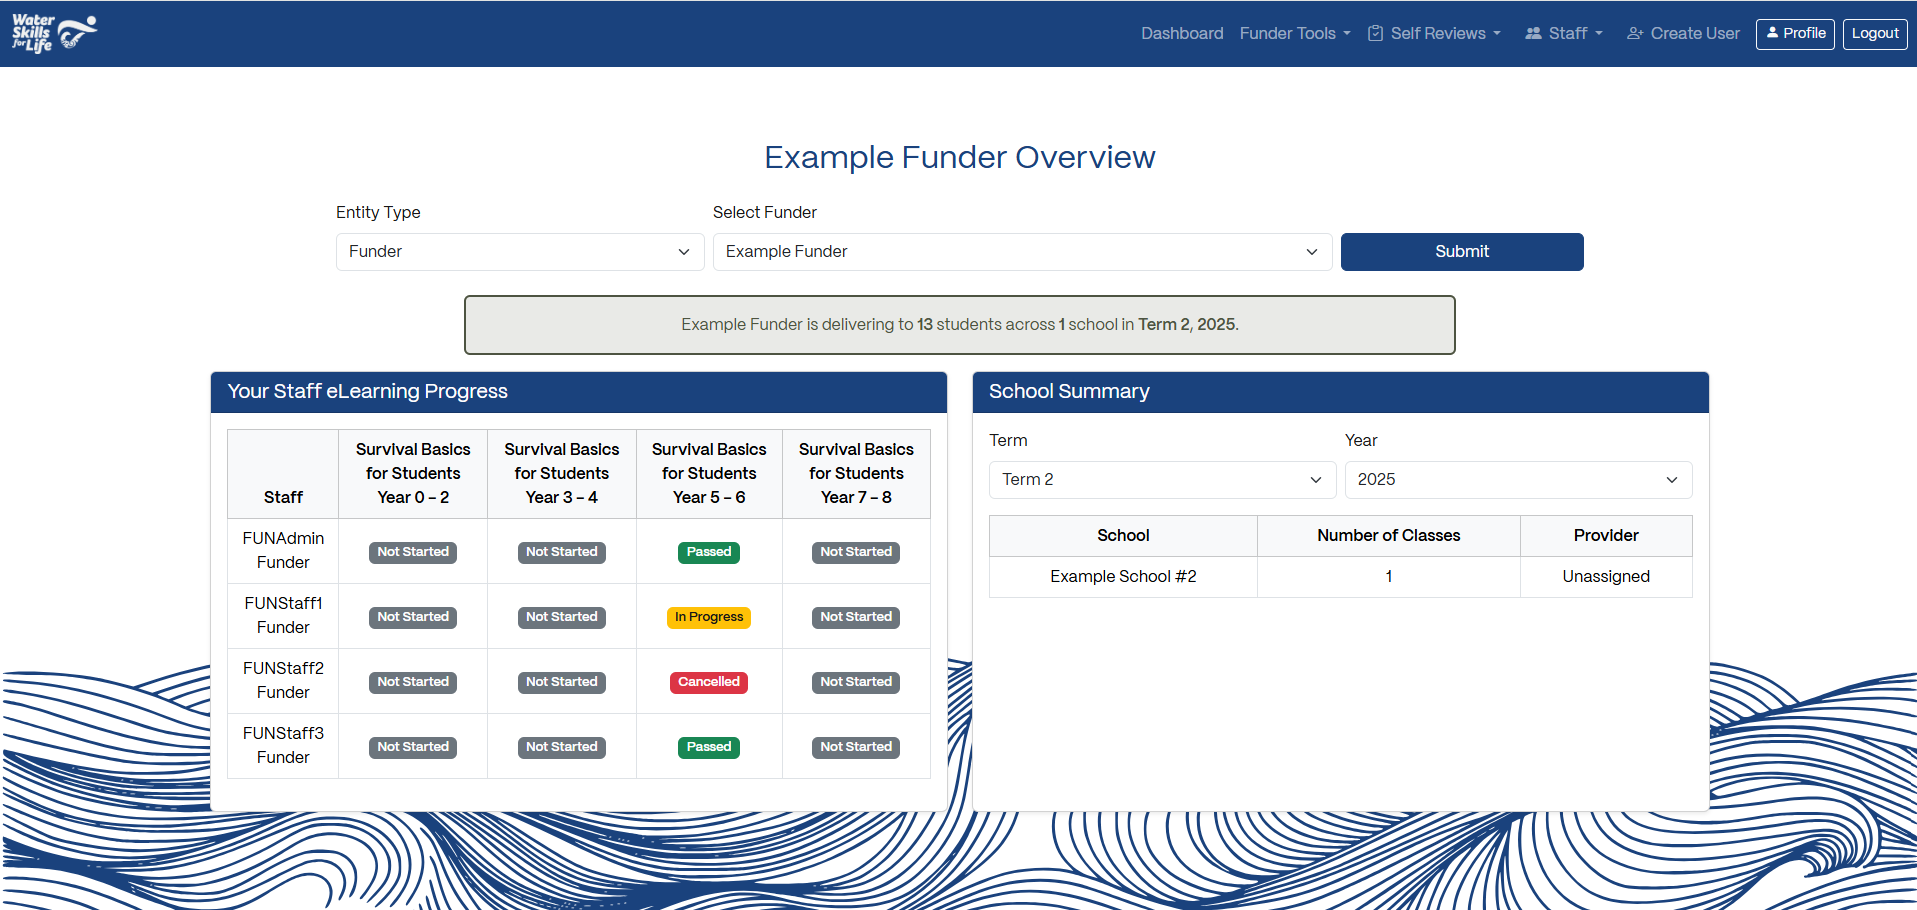 Water
Skills
for Life
Dashboard
Funder Tools
Self Reviews
Staff
Create User
Profile
Logout
Example Funder Overview
Entity Type
Select Funder
Funder
Example Funder
Submit
Example Funder is delivering to 13 students across 1 school in Term 2, 2025.
Your Staff eLearning Progress
Staff
Survival Basics
for Students
Year 0 – 2
Survival Basics
for Students
Year 3 – 4
Survival Basics
for Students
Year 5 – 6
Survival Basics
for Students
Year 7 – 8
FUNAdmin
Funder
Not Started
Not Started
Passed
Not Started
FUNStaff1
Funder
Not Started
Not Started
In Progress
Not Started
FUNStaff2
Funder
Not Started
Not Started
Cancelled
Not Started
FUNStaff3
Funder
Not Started
Not Started
Passed
Not Started
School Summary
Term
Year
Term 2
2025
School
Number of Classes
Provider
Example School #2
1
Unassigned